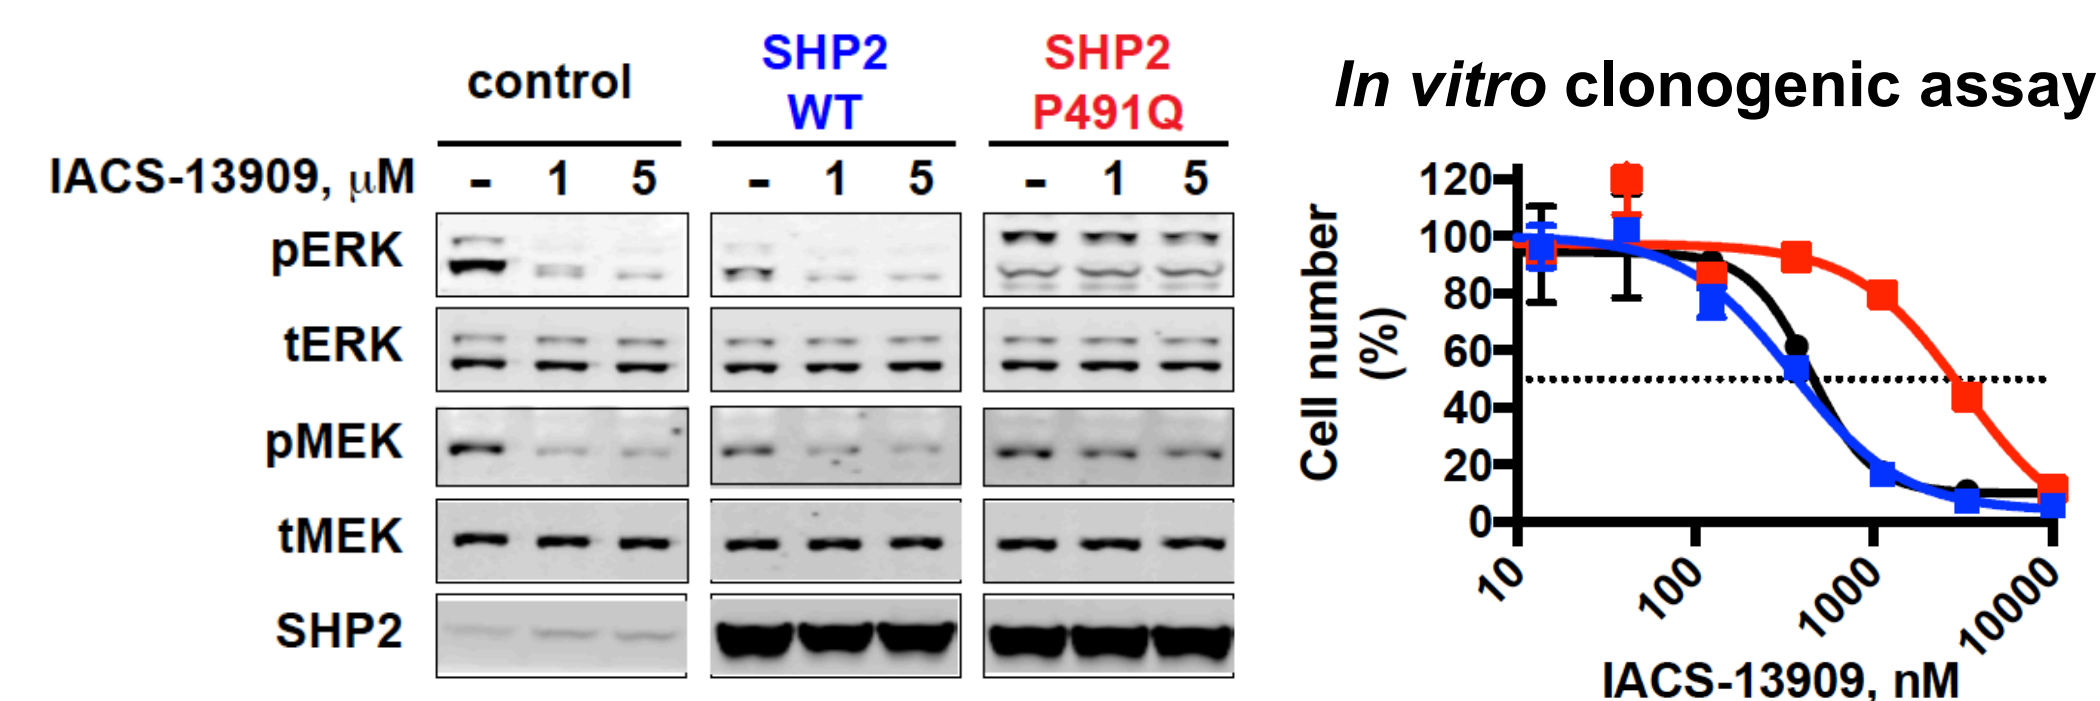 control
SHP2
WT
SHP2
P491Q
IACS-13909, μM
- 1 5
- 1 5
- 1 5
pERK
tERK
pMEK
tMEK
SHP2
In vitro clonogenic assay
Cell number
(%)
120
100
80
60
40
20
0
10
100
1000
10000
IACS-13909, nM